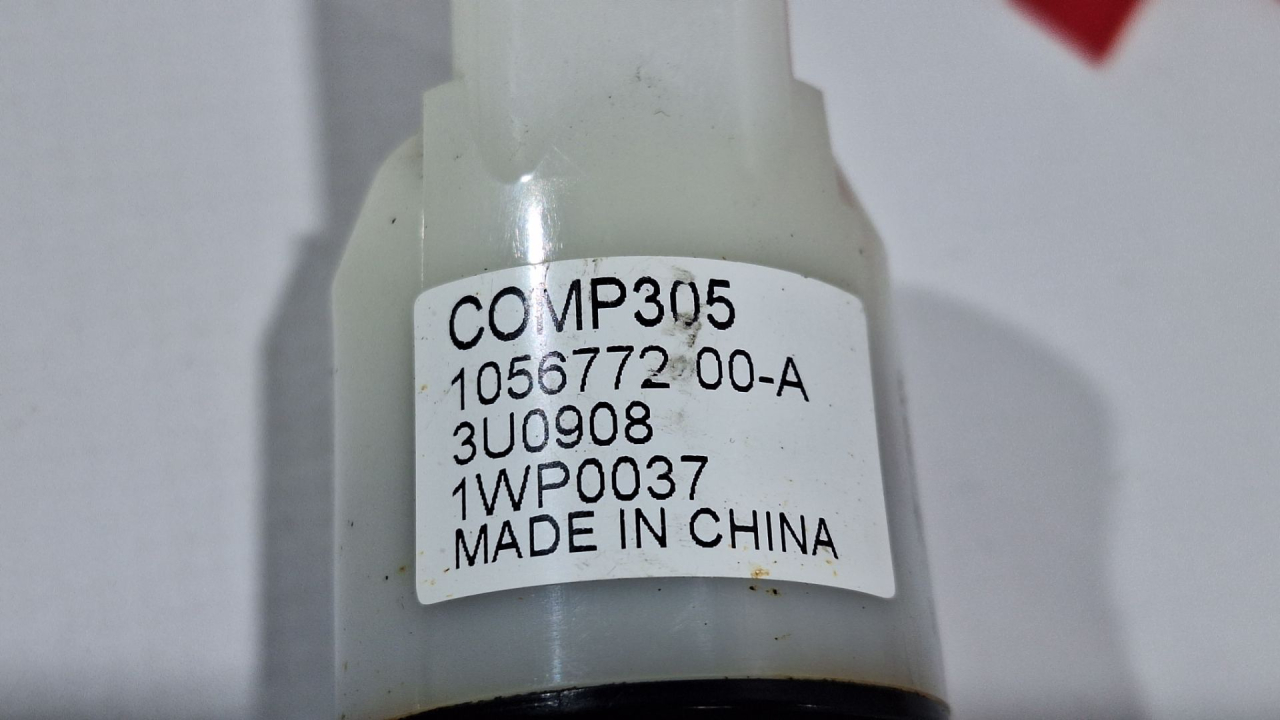 COMP305
1056772 00-A
3U0908
1WP0037
MADE IN CHINA